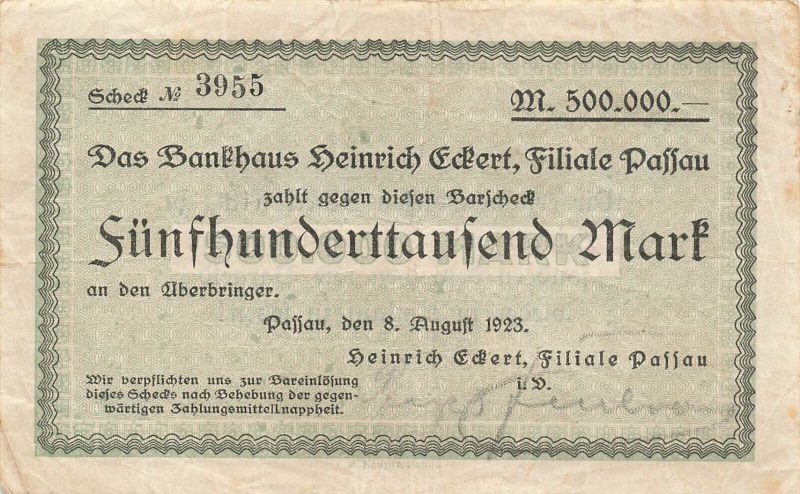 Scheck № 3955
M. 500.000.—
Das Bankhaus Heinrich Eckert, Filiale Passau
zahlt gegen diesen Barscheck
Fünfhunderttausend Mark
an den Überbringer.
Passau, den 8. August 1923.
Heinrich Eckert, Filiale Passau
i. V.
Wir verpflichten uns zur Bareinlösung
dieses Schecks nach Behebung der gegen-
wärtigen Zahlungsmittelknappheit.